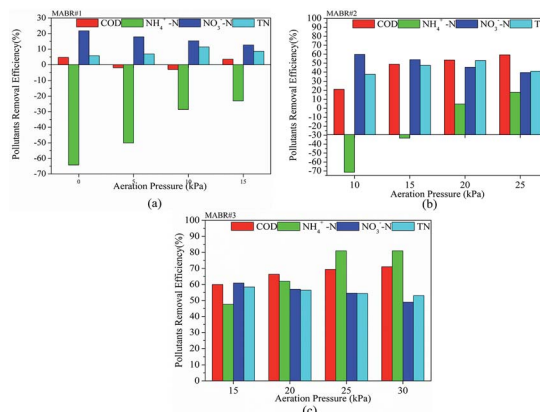 MABR#1
COD NH4+-N NO3--N TN
Pollutants Removal Efficiency(%)
30
20
10
0
-10
-20
-30
-40
-50
-60
-70
0 5 10 15
Aeration Pressure (kPa)
(a)
MABR#2
COD NH4+-N NO3--N T
Pollutants Removal Efficiency(%)
100
90
80
70
60
50
40
30
20
10
0
-30
-40
-50
-60
-70
10 15 20 25
Aeration Pressure (kPa)
(b)
MABR#3
COD NH4+-N NO3--N TN
Pollutants Removal Efficiency(%)
100
90
80
70
60
50
40
30
20
10
0
15 20 25 30
Aeration Pressure (kPa)
(c)